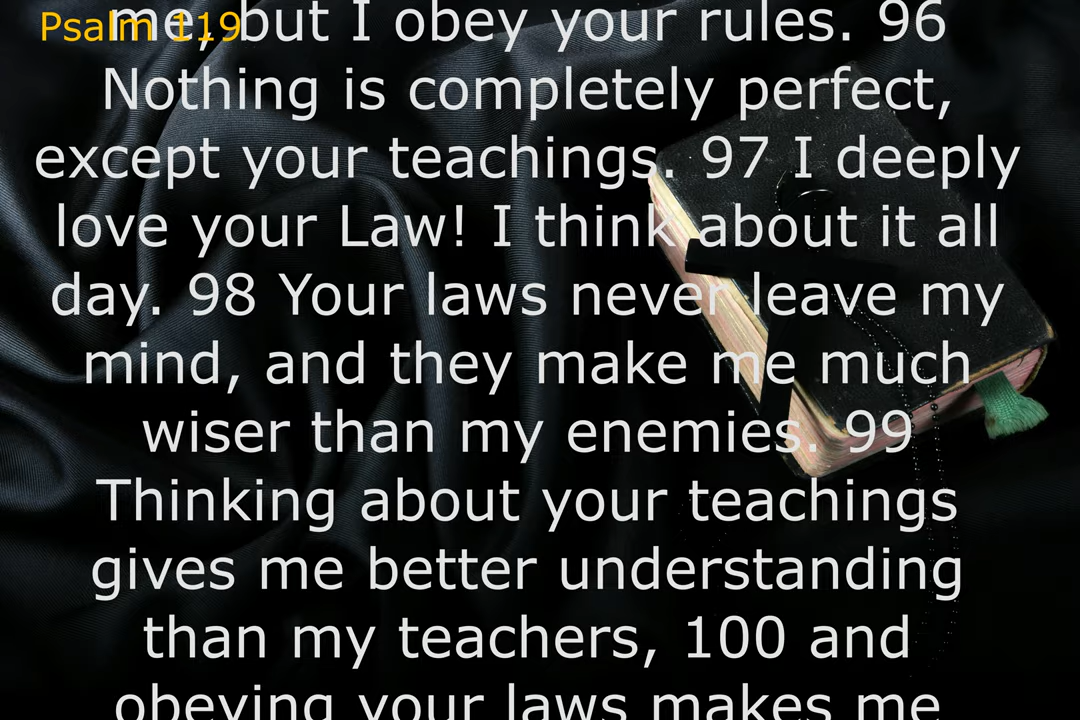 Psalm 119
me, but I obey your rules. 96
Nothing is completely perfect,
except your teachings. 97 I deeply
love your Law! I think about it all
day. 98 Your laws never leave my
mind, and they make me much
wiser than my enemies. 99
Thinking about your teachings
gives me better understanding
than my teachers, 100 and
obeying your laws makes me